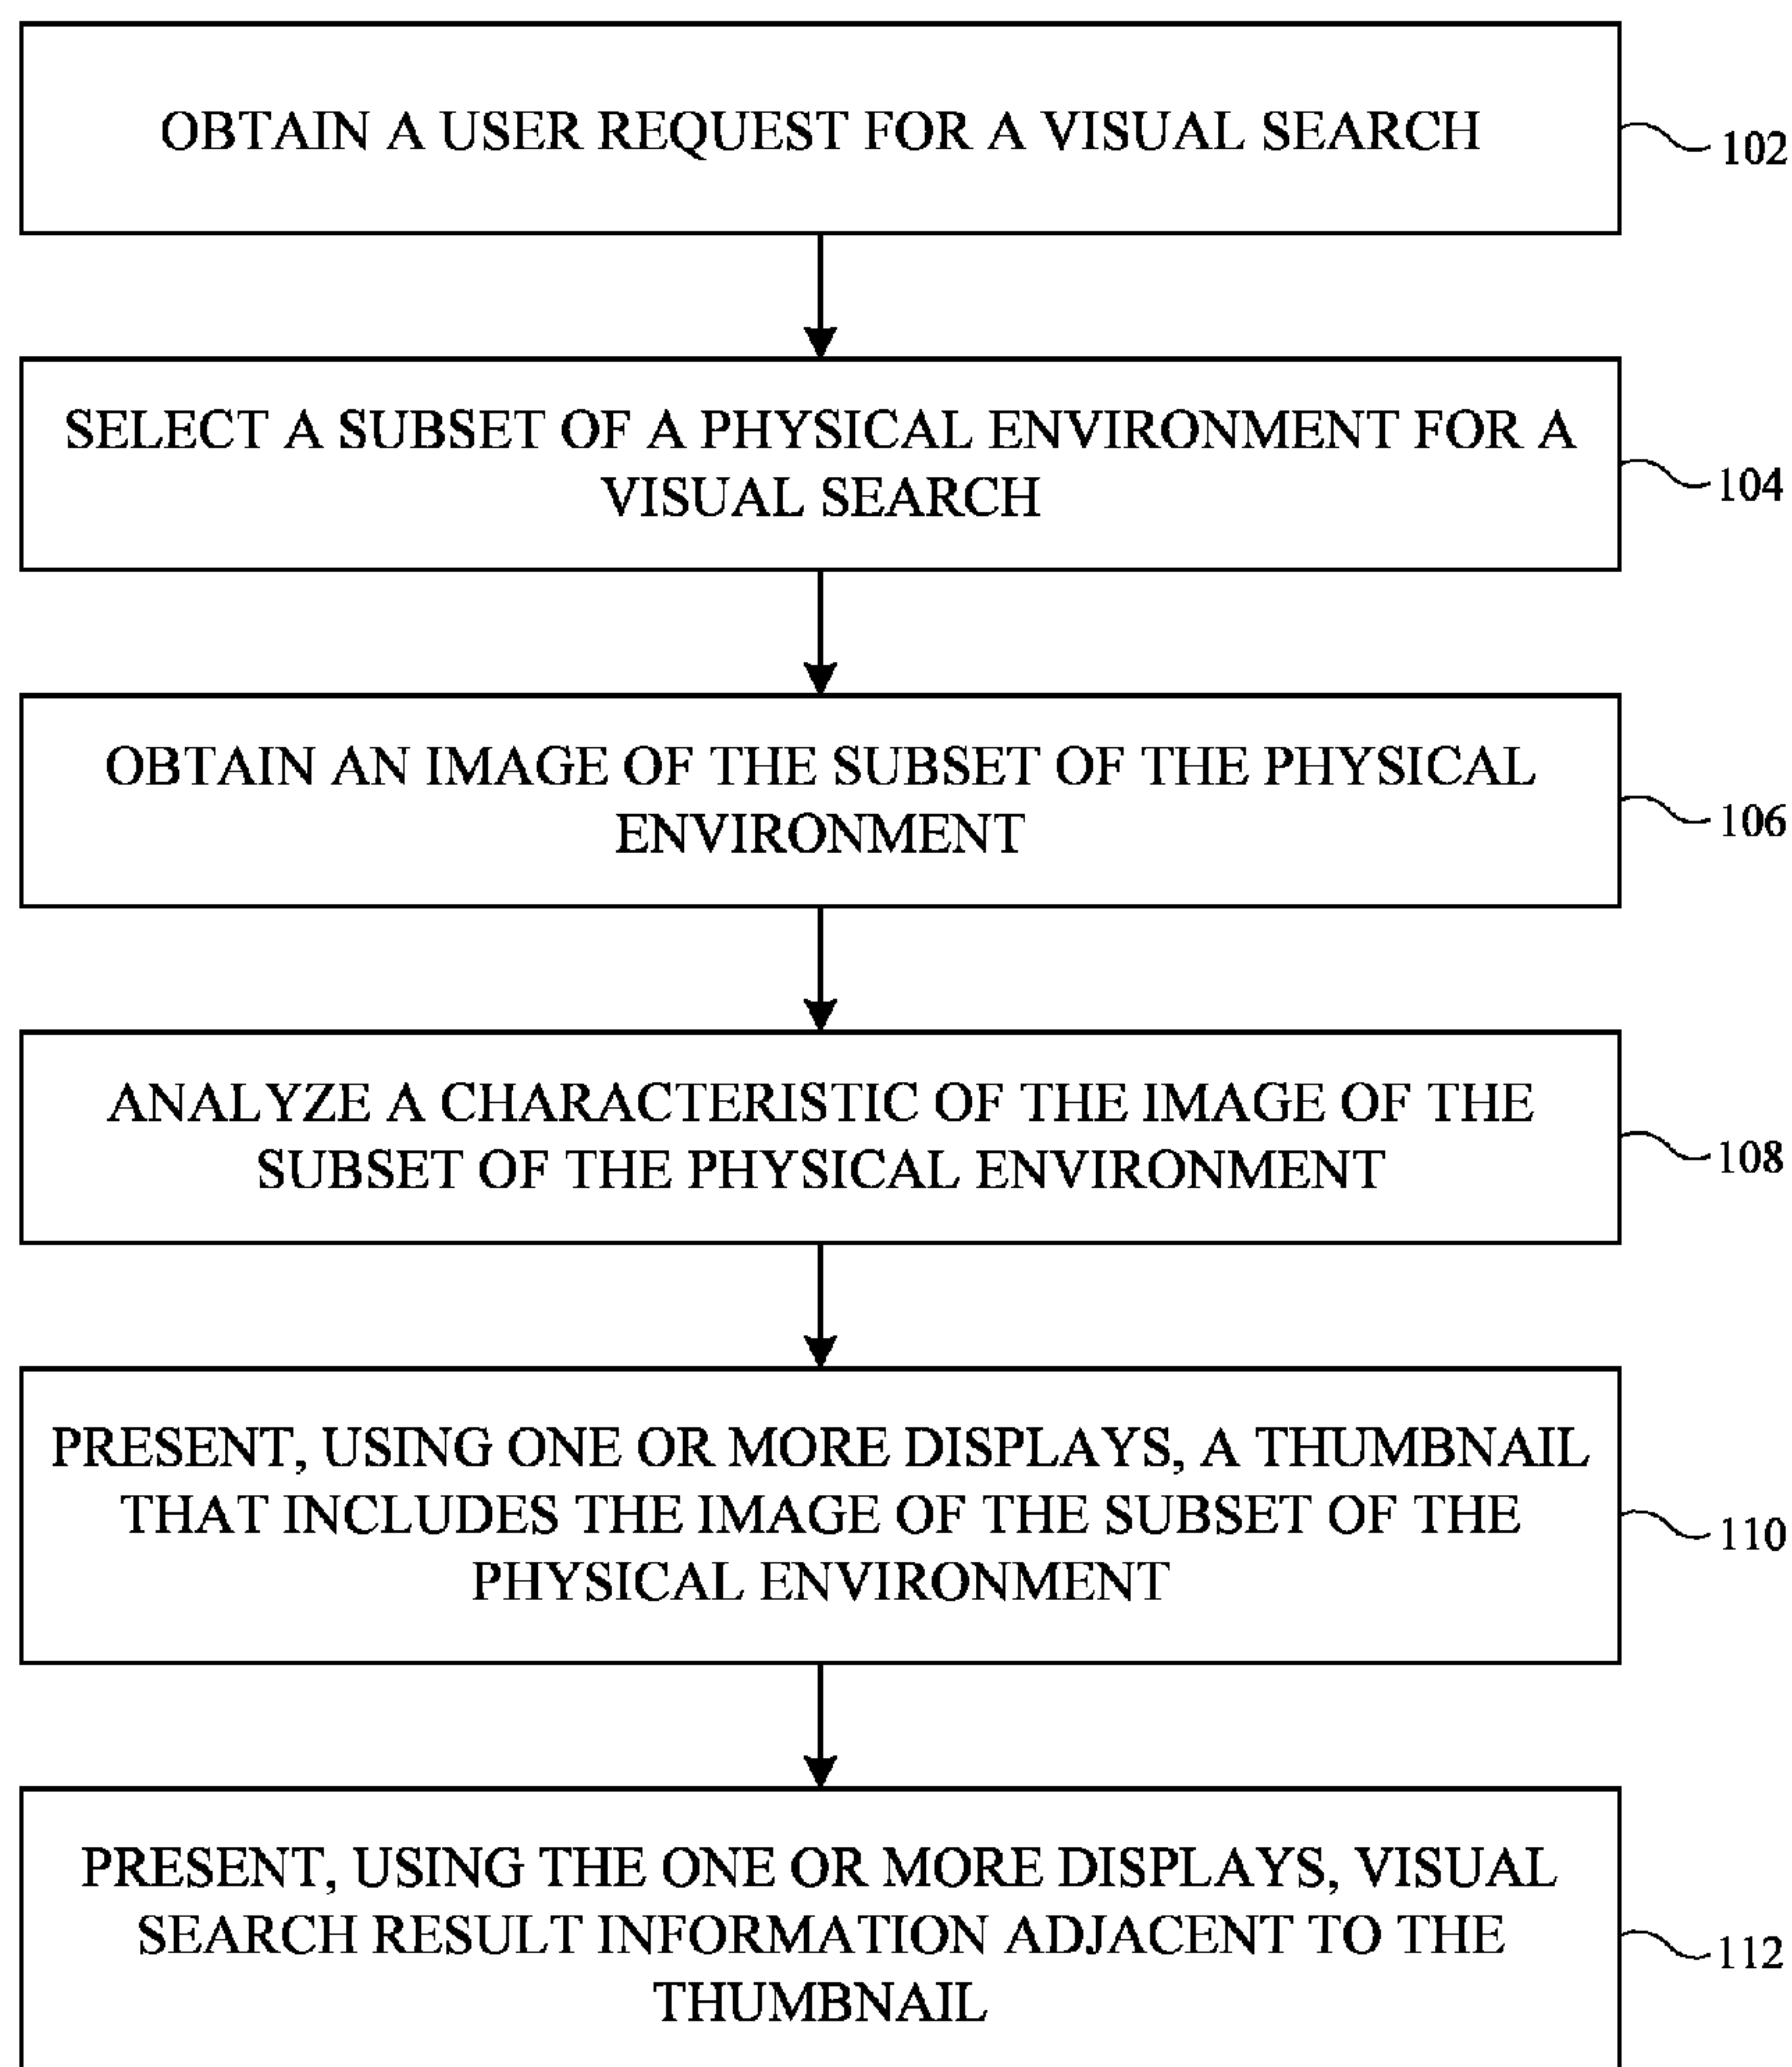 OBTAIN A USER REQUEST FOR A VISUAL SEARCH
102
SELECT A SUBSET OF A PHYSICAL ENVIRONMENT FOR A
VISUAL SEARCH
104
OBTAIN AN IMAGE OF THE SUBSET OF THE PHYSICAL
ENVIRONMENT
106
ANALYZE A CHARACTERISTIC OF THE IMAGE OF THE
SUBSET OF THE PHYSICAL ENVIRONMENT
108
PRESENT, USING ONE OR MORE DISPLAYS, A THUMBNAIL
THAT INCLUDES THE IMAGE OF THE SUBSET OF THE
PHYSICAL ENVIRONMENT
110
PRESENT, USING THE ONE OR MORE DISPLAYS, VISUAL
SEARCH RESULT INFORMATION ADJACENT TO THE
THUMBNAIL
112